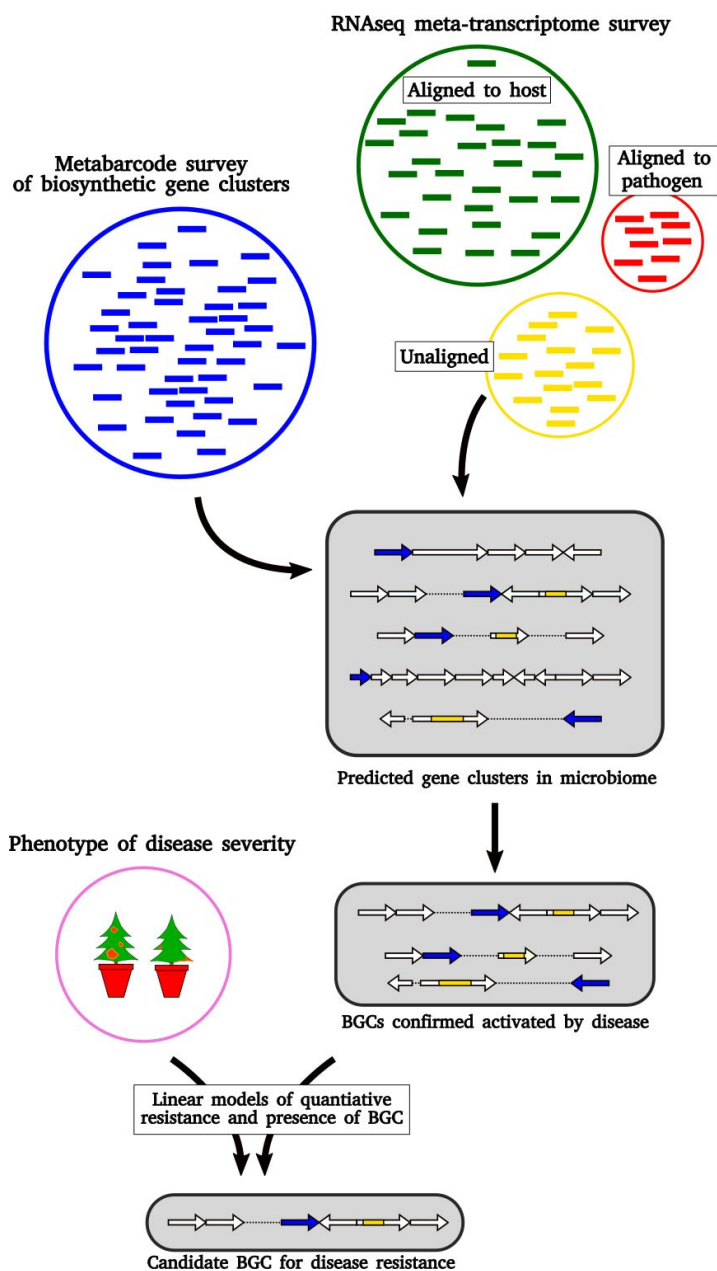 RNAseq meta-transcriptome survey
Aligned to host
Metabarcode survey
of biosynthetic gene clusters
Aligned to
pathogen
Unaligned
Predicted gene clusters in microbiome
Phenotype of disease severity
BGCs confirmed activated by disease
Linear models of quantiative
resistance and presence of BGC
Candidate BGC for disease resistance